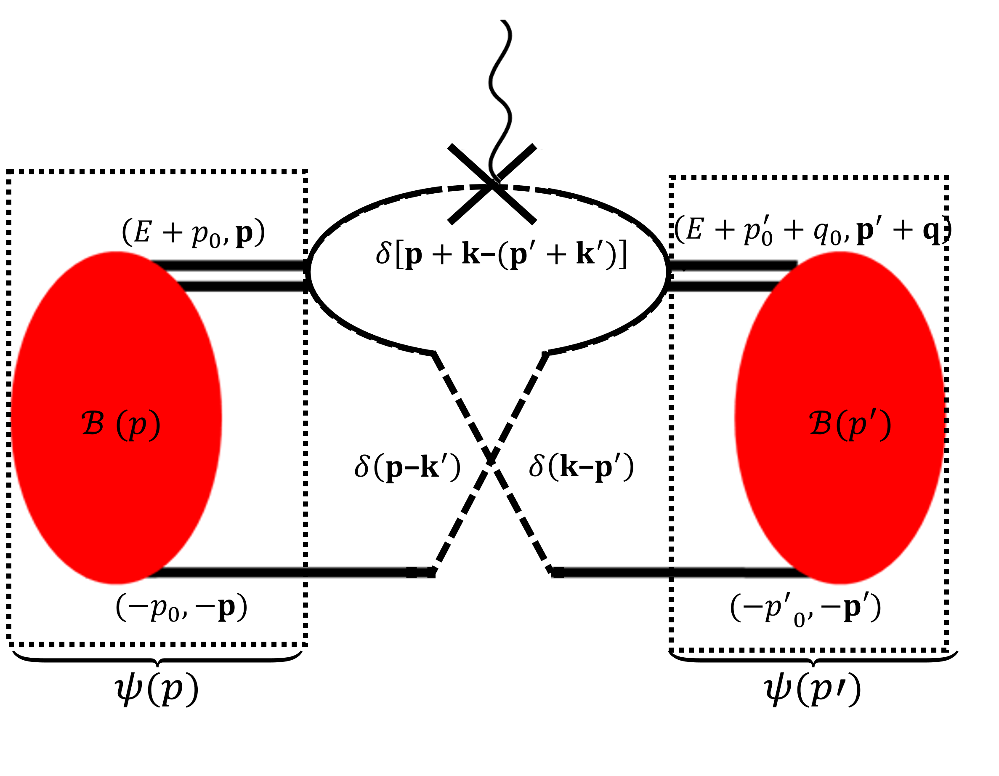 (E + p₀, p)
(E + p′₀ + q₀, p′ + q)
δ[p + k–(p′ + k′)]
ℬ (p)
ℬ(p′)
δ(p–k′)
δ(k–p′)
(−p₀, −p)
(−p′₀, −p′)
ψ(p)
ψ(p′)